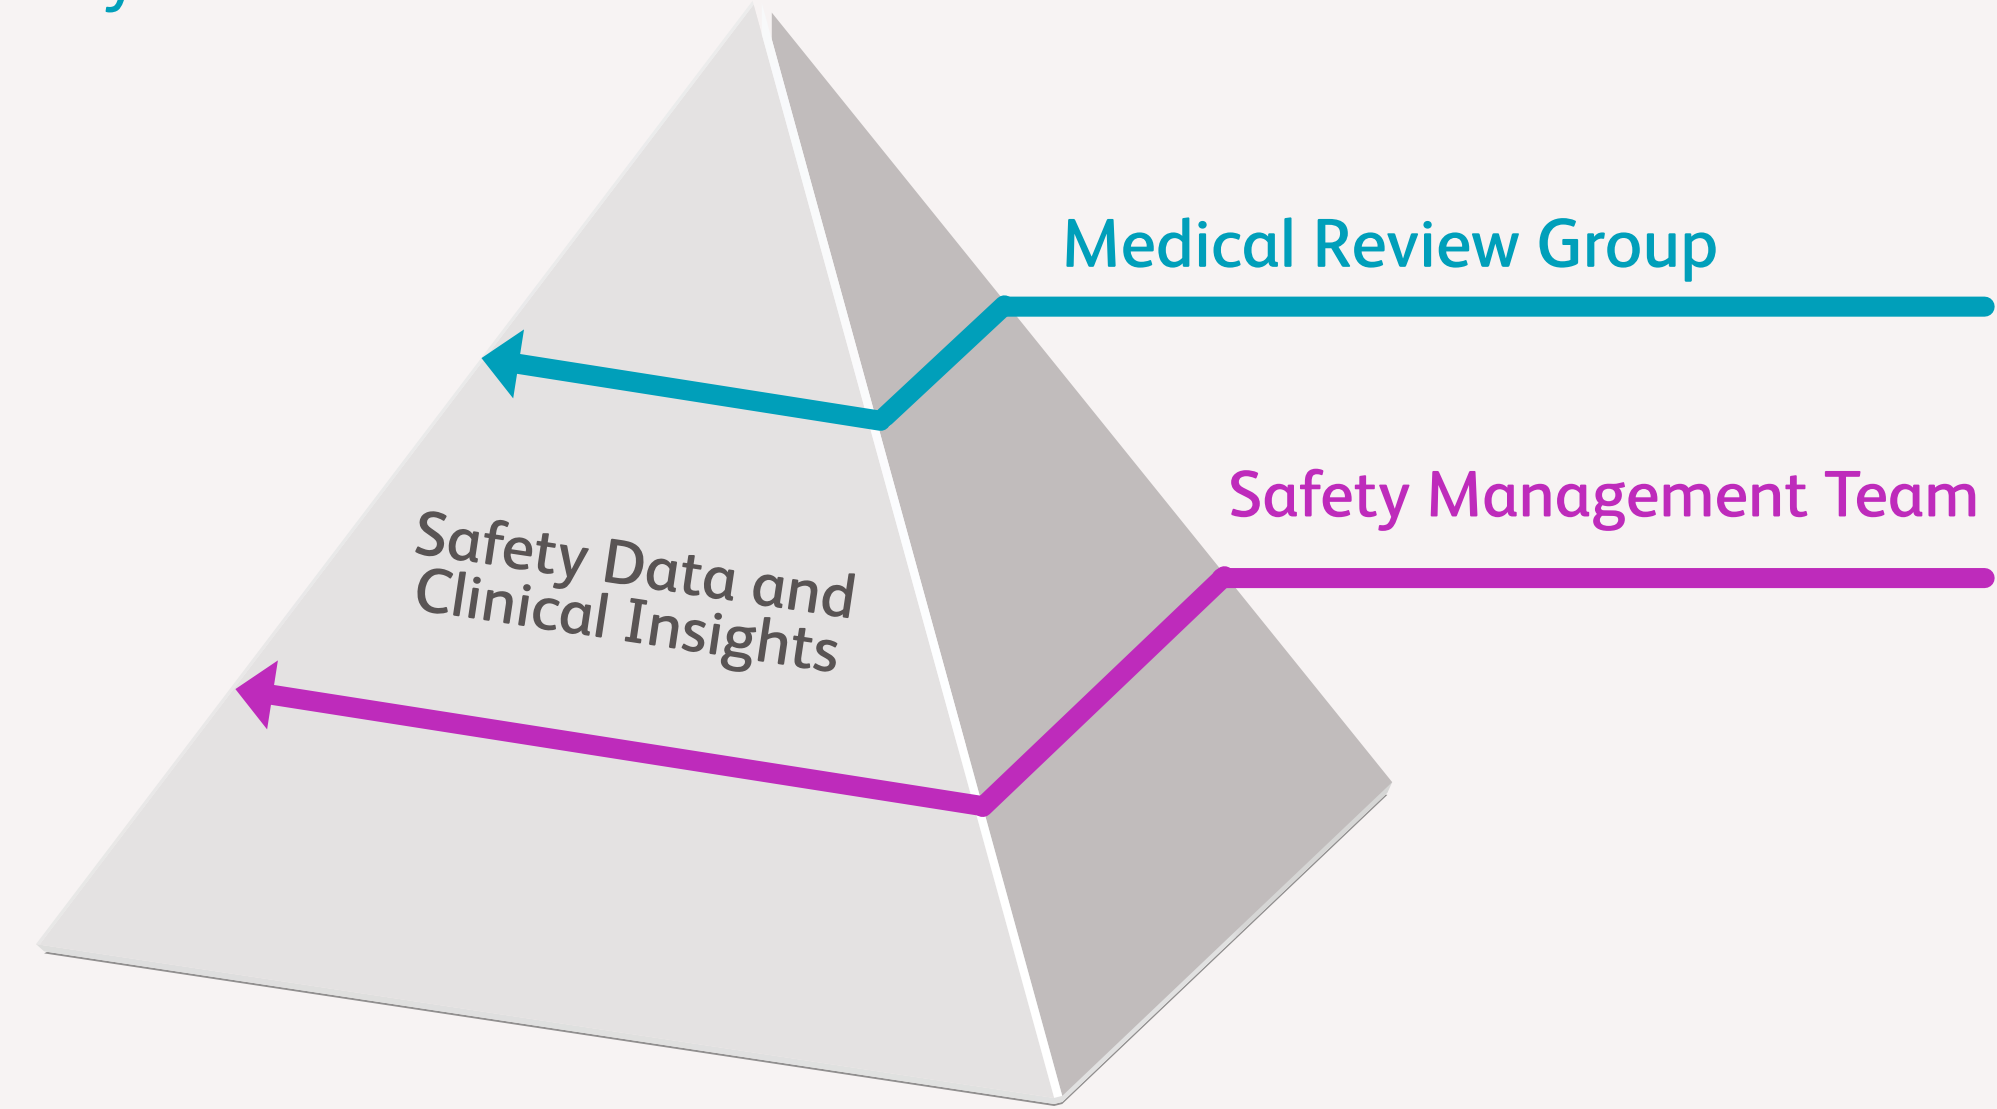 Medical Review Group
Safety Management Team
Safety Data and
Clinical Insights